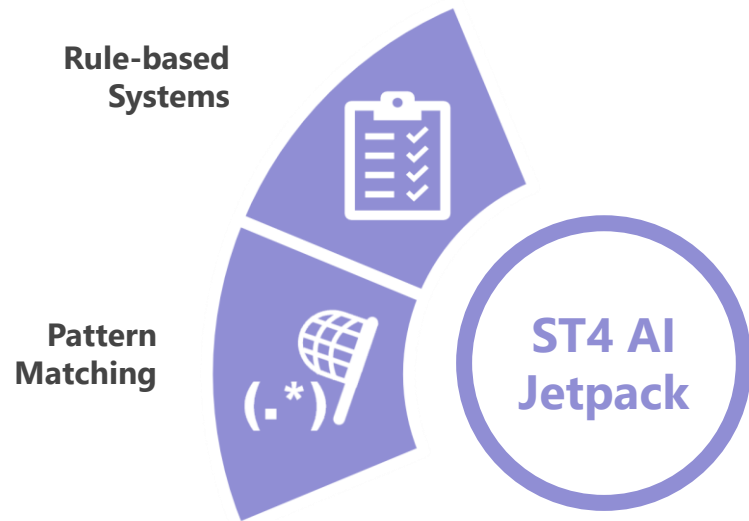 Rule-based
Systems
Pattern
Matching
(.*)
ST4 AI
Jetpack